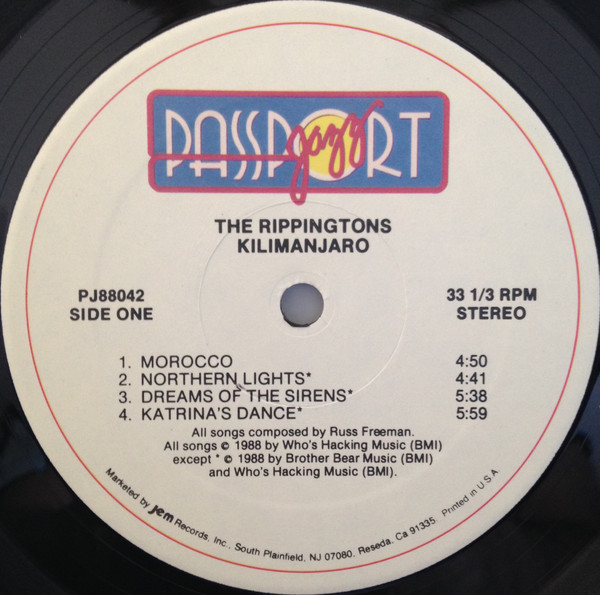 PASSPORT
jazz
THE RIPPINGTONS
KILIMANJARO
PJ88042
SIDE ONE
33 1/3 RPM
STEREO
1. MOROCCO 4:50
2. NORTHERN LIGHTS* 4:41
3. DREAMS OF THE SIRENS* 5:38
4. KATRINA'S DANCE* 5:59
All songs composed by Russ Freeman.
All songs © 1988 by Who's Hacking Music (BMI)
except * © 1988 by Brother Bear Music (BMI)
and Who's Hacking Music (BMI).
Marketed by Jem Records, Inc., South Plainfield, NJ 07080, Reseda, Ca 91335. Printed in U.S.A.